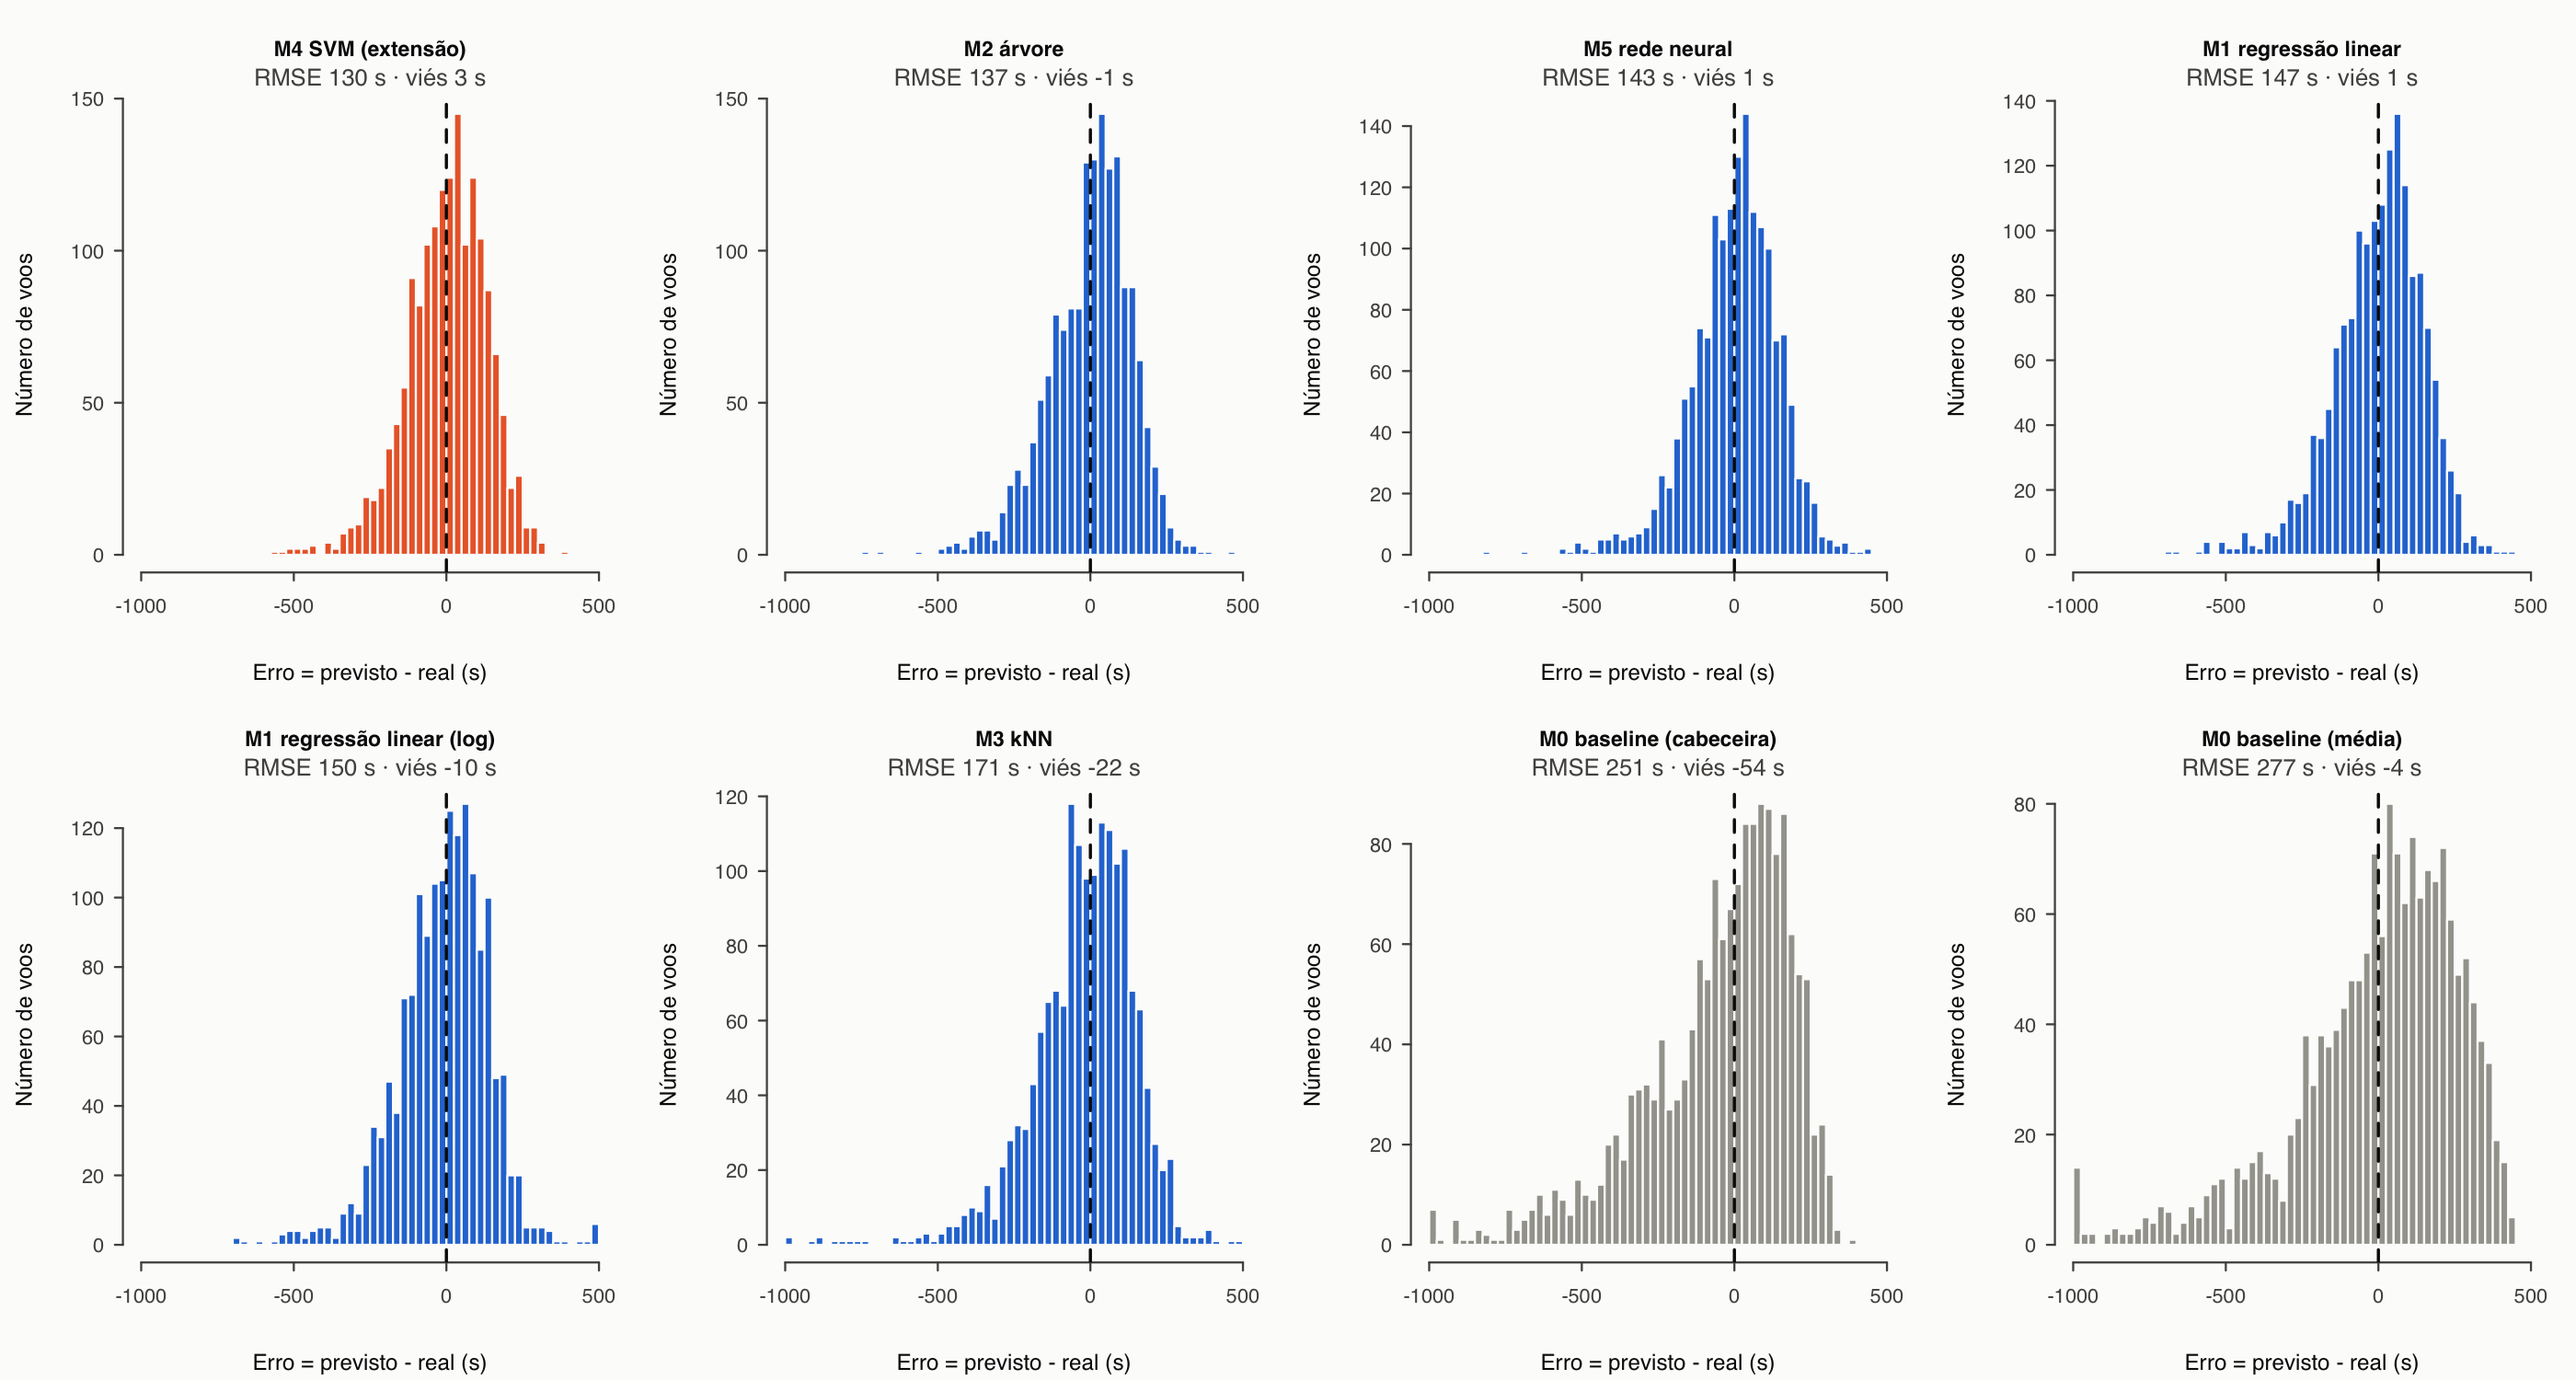 M4 SVM (extensão)
RMSE 130 s · viés 3 s
150
100
50
0
Número de voos
-1000
-500
0
500
Erro = previsto - real (s)
M2 árvore
RMSE 137 s · viés -1 s
150
100
50
0
Número de voos
-1000
-500
0
500
Erro = previsto - real (s)
M5 rede neural
RMSE 143 s · viés 1 s
140
120
100
80
60
40
20
0
Número de voos
-1000
-500
0
500
Erro = previsto - real (s)
M1 regressão linear
RMSE 147 s · viés 1 s
140
120
100
80
60
40
20
0
Número de voos
-1000
-500
0
500
Erro = previsto - real (s)
M1 regressão linear (log)
RMSE 150 s · viés -10 s
120
100
80
60
40
20
0
Número de voos
-1000
-500
0
500
Erro = previsto - real (s)
M3 kNN
RMSE 171 s · viés -22 s
120
100
80
60
40
20
0
Número de voos
-1000
-500
0
500
Erro = previsto - real (s)
M0 baseline (cabeceira)
RMSE 251 s · viés -54 s
80
60
40
20
0
Número de voos
-1000
-500
0
500
Erro = previsto - real (s)
M0 baseline (média)
RMSE 277 s · viés -4 s
80
60
40
20
0
Número de voos
-1000
-500
0
500
Erro = previsto - real (s)